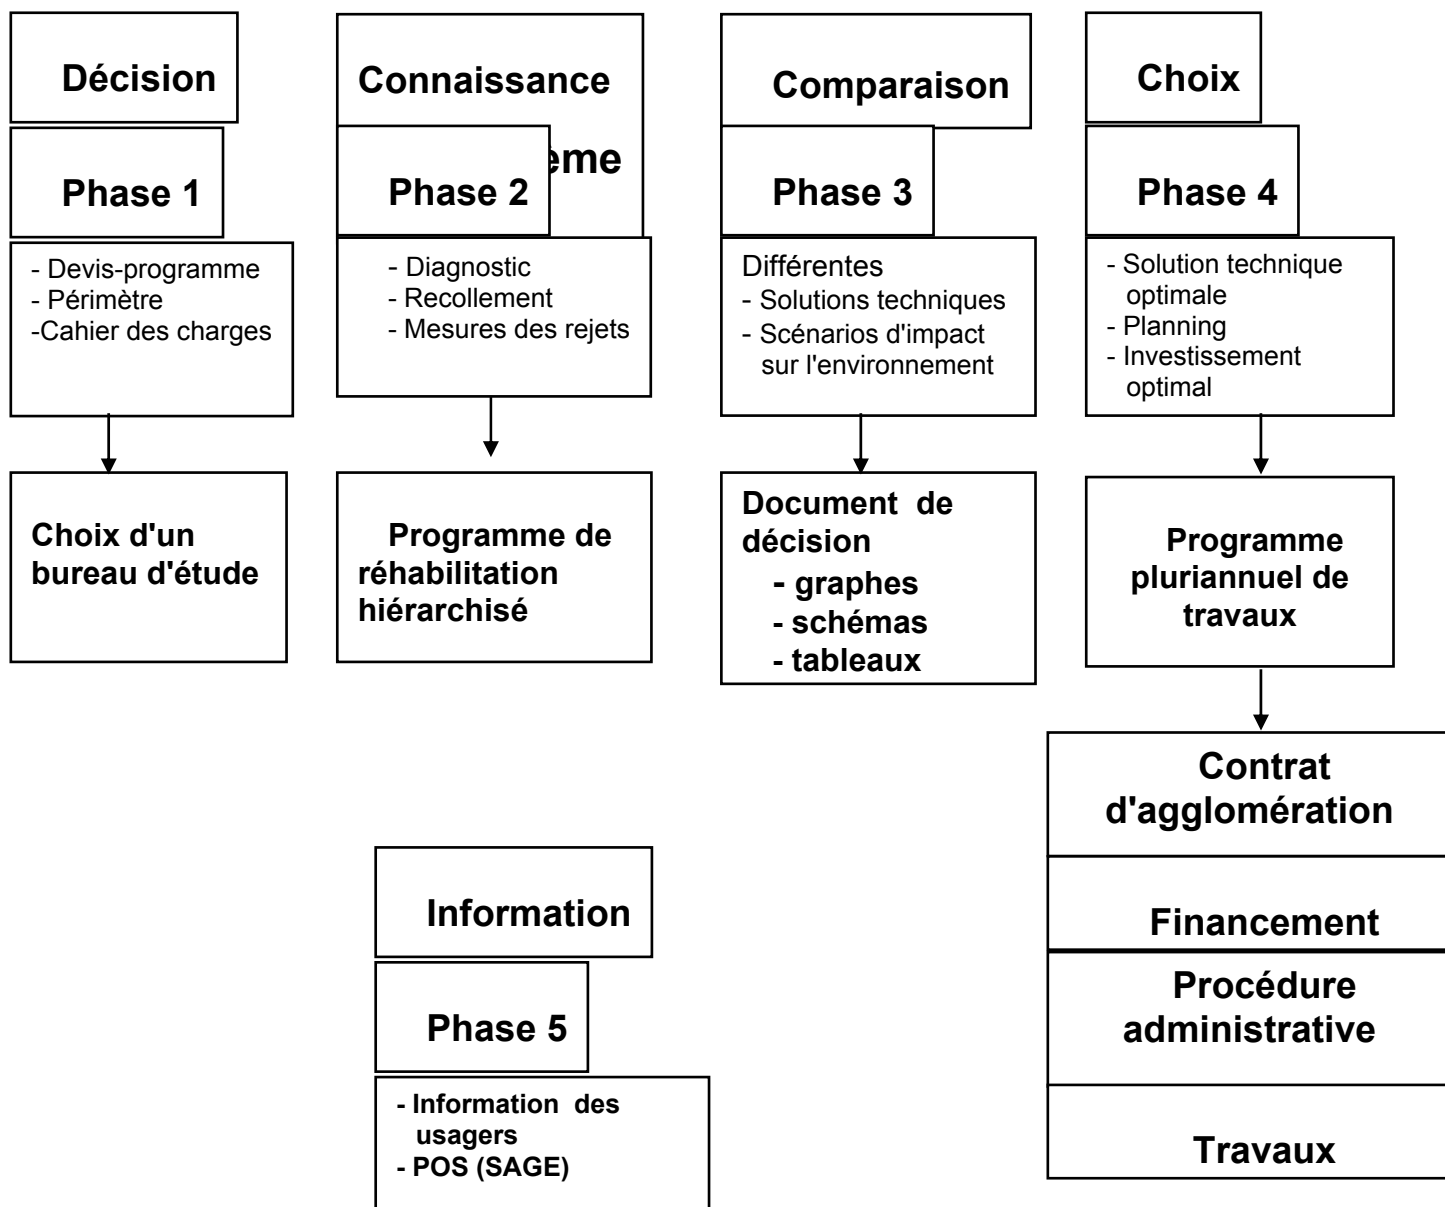 Décision
Phase 1
- Devis-programme
- Périmètre
-Cahier des charges
Choix d'un
bureau d'étude
Connaissance
Phase 2
- Diagnostic
- Recollement
- Mesures des rejets
Programme de
réhabilitation
hiérarchisé
Comparaison
Phase 3
Différentes
- Solutions techniques
- Scénarios d'impact
sur l'environnement
Document de
décision
- graphes
- schémas
- tableaux
Choix
Phase 4
- Solution technique
optimale
- Planning
- Investissement
optimal
Programme
pluriannuel de
travaux
Contrat
d'agglomération
Financement
Procédure
administrative
Travaux
Information
Phase 5
- Information des
usagers
- POS (SAGE)